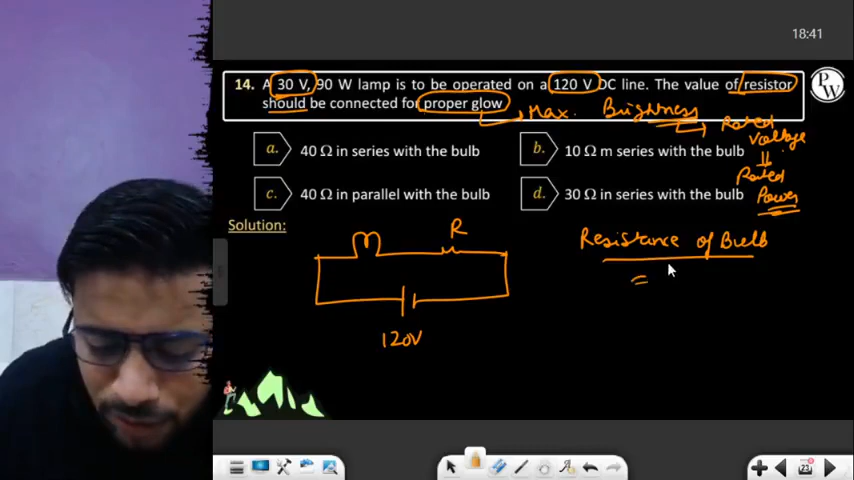 18:41
14. A 30 V, 90 W lamp is to be operated on a 120 V DC line. The value of resistor
should be connected for proper glow
PW
Max. Brightness
Rated
Voltage
Rated
Power
a. 40 Ω in series with the bulb
b. 10 Ω m series with the bulb
c. 40 Ω in parallel with the bulb
d. 30 Ω in series with the bulb
Solution:
R
120V
Resistance of Bulb
=
23